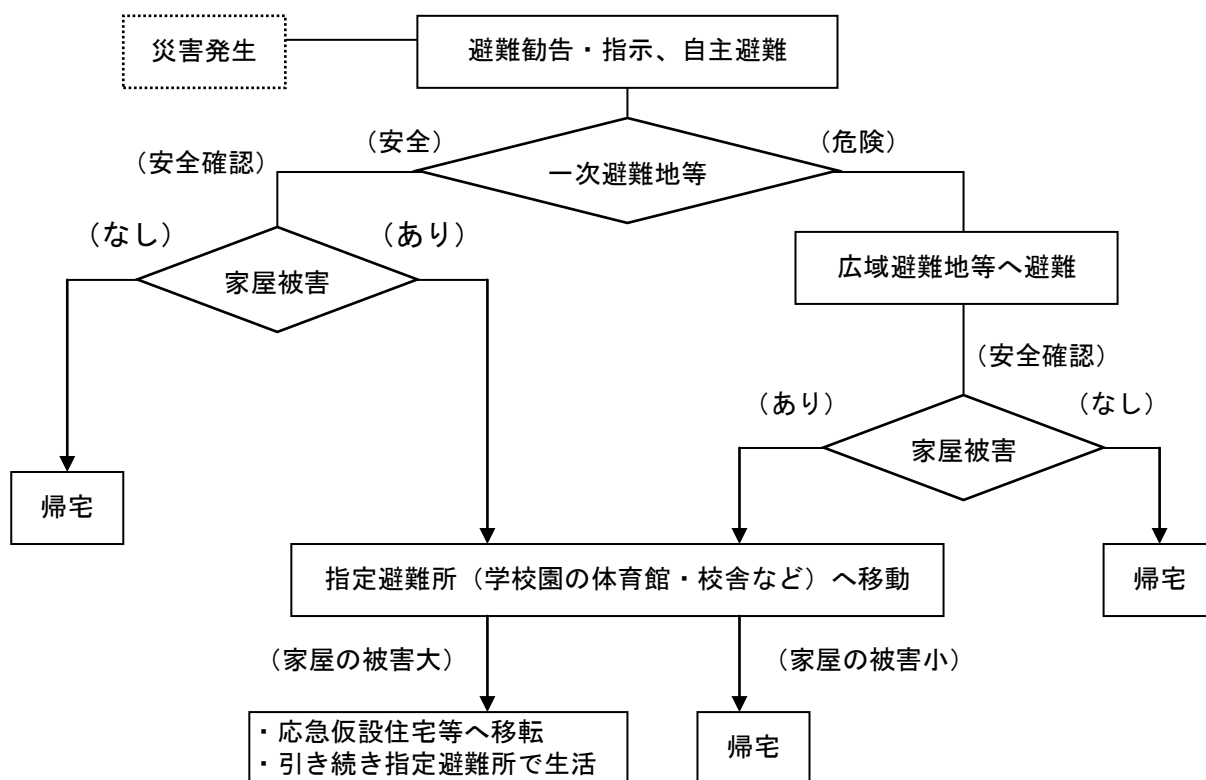 災害発生
避難勧告・指示、自主避難
（安全）
（危険）
（安全確認）
一次避難地等
（なし）
（あり）
家屋被害
広域避難地等へ避難
（安全確認）
（あり）
（なし）
家屋被害
帰宅
指定避難所（学校園の体育館・校舎など）へ移動
帰宅
（家屋の被害大）
（家屋の被害小）
・応急仮設住宅等へ移転
・引き続き指定避難所で生活
帰宅